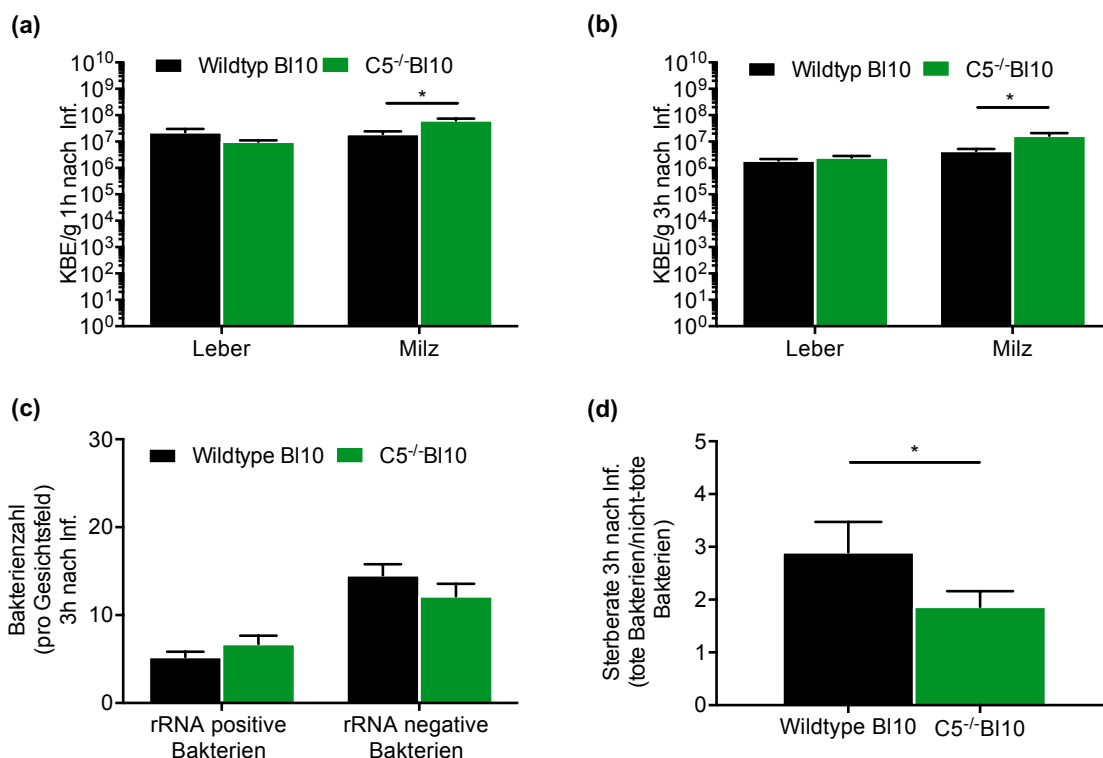 (a)
Wildtyp Bl10 C5-/-Bl10
KBE/g 1h nach Inf.
10^10
10^9
10^8
10^7
10^6
10^5
10^4
10^3
10^2
10^1
10^0
*
Leber Milz
(b)
Wildtyp Bl10 C5-/-Bl10
KBE/g 3h nach Inf.
10^10
10^9
10^8
10^7
10^6
10^5
10^4
10^3
10^2
10^1
10^0
*
Leber Milz
(c)
Wildtype Bl10 C5-/-Bl10
Bakterienzahl
(pro Gesichtsfeld)
3h nach Inf.
30
20
10
0
rRNA positive rRNA negative
Bakterien Bakterien
(d)
Sterberate 3h nach Inf.
(tote Bakterien/nicht-tote
Bakterien)
5
4
3
2
1
0
*
Wildtype Bl10 C5-/-Bl10